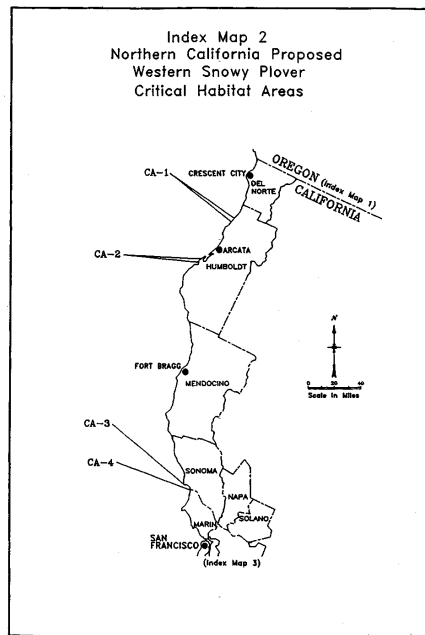 Index Map 2
Northern California Proposed
Western Snowy Plover
Critical Habitat Areas
OREGON (Index Map 1)
CALIFORNIA
CA-1
CRESCENT CITY
DEL
NORTE
CA-2
ARCATA
HUMBOLDT
N
FORT BRAGG
MENDOCINO
0 20 40
Scale in Miles
CA-3
CA-4
SONOMA
NAPA
SOLANO
MARIN
SAN
FRANCISCO
(Index Map 3)